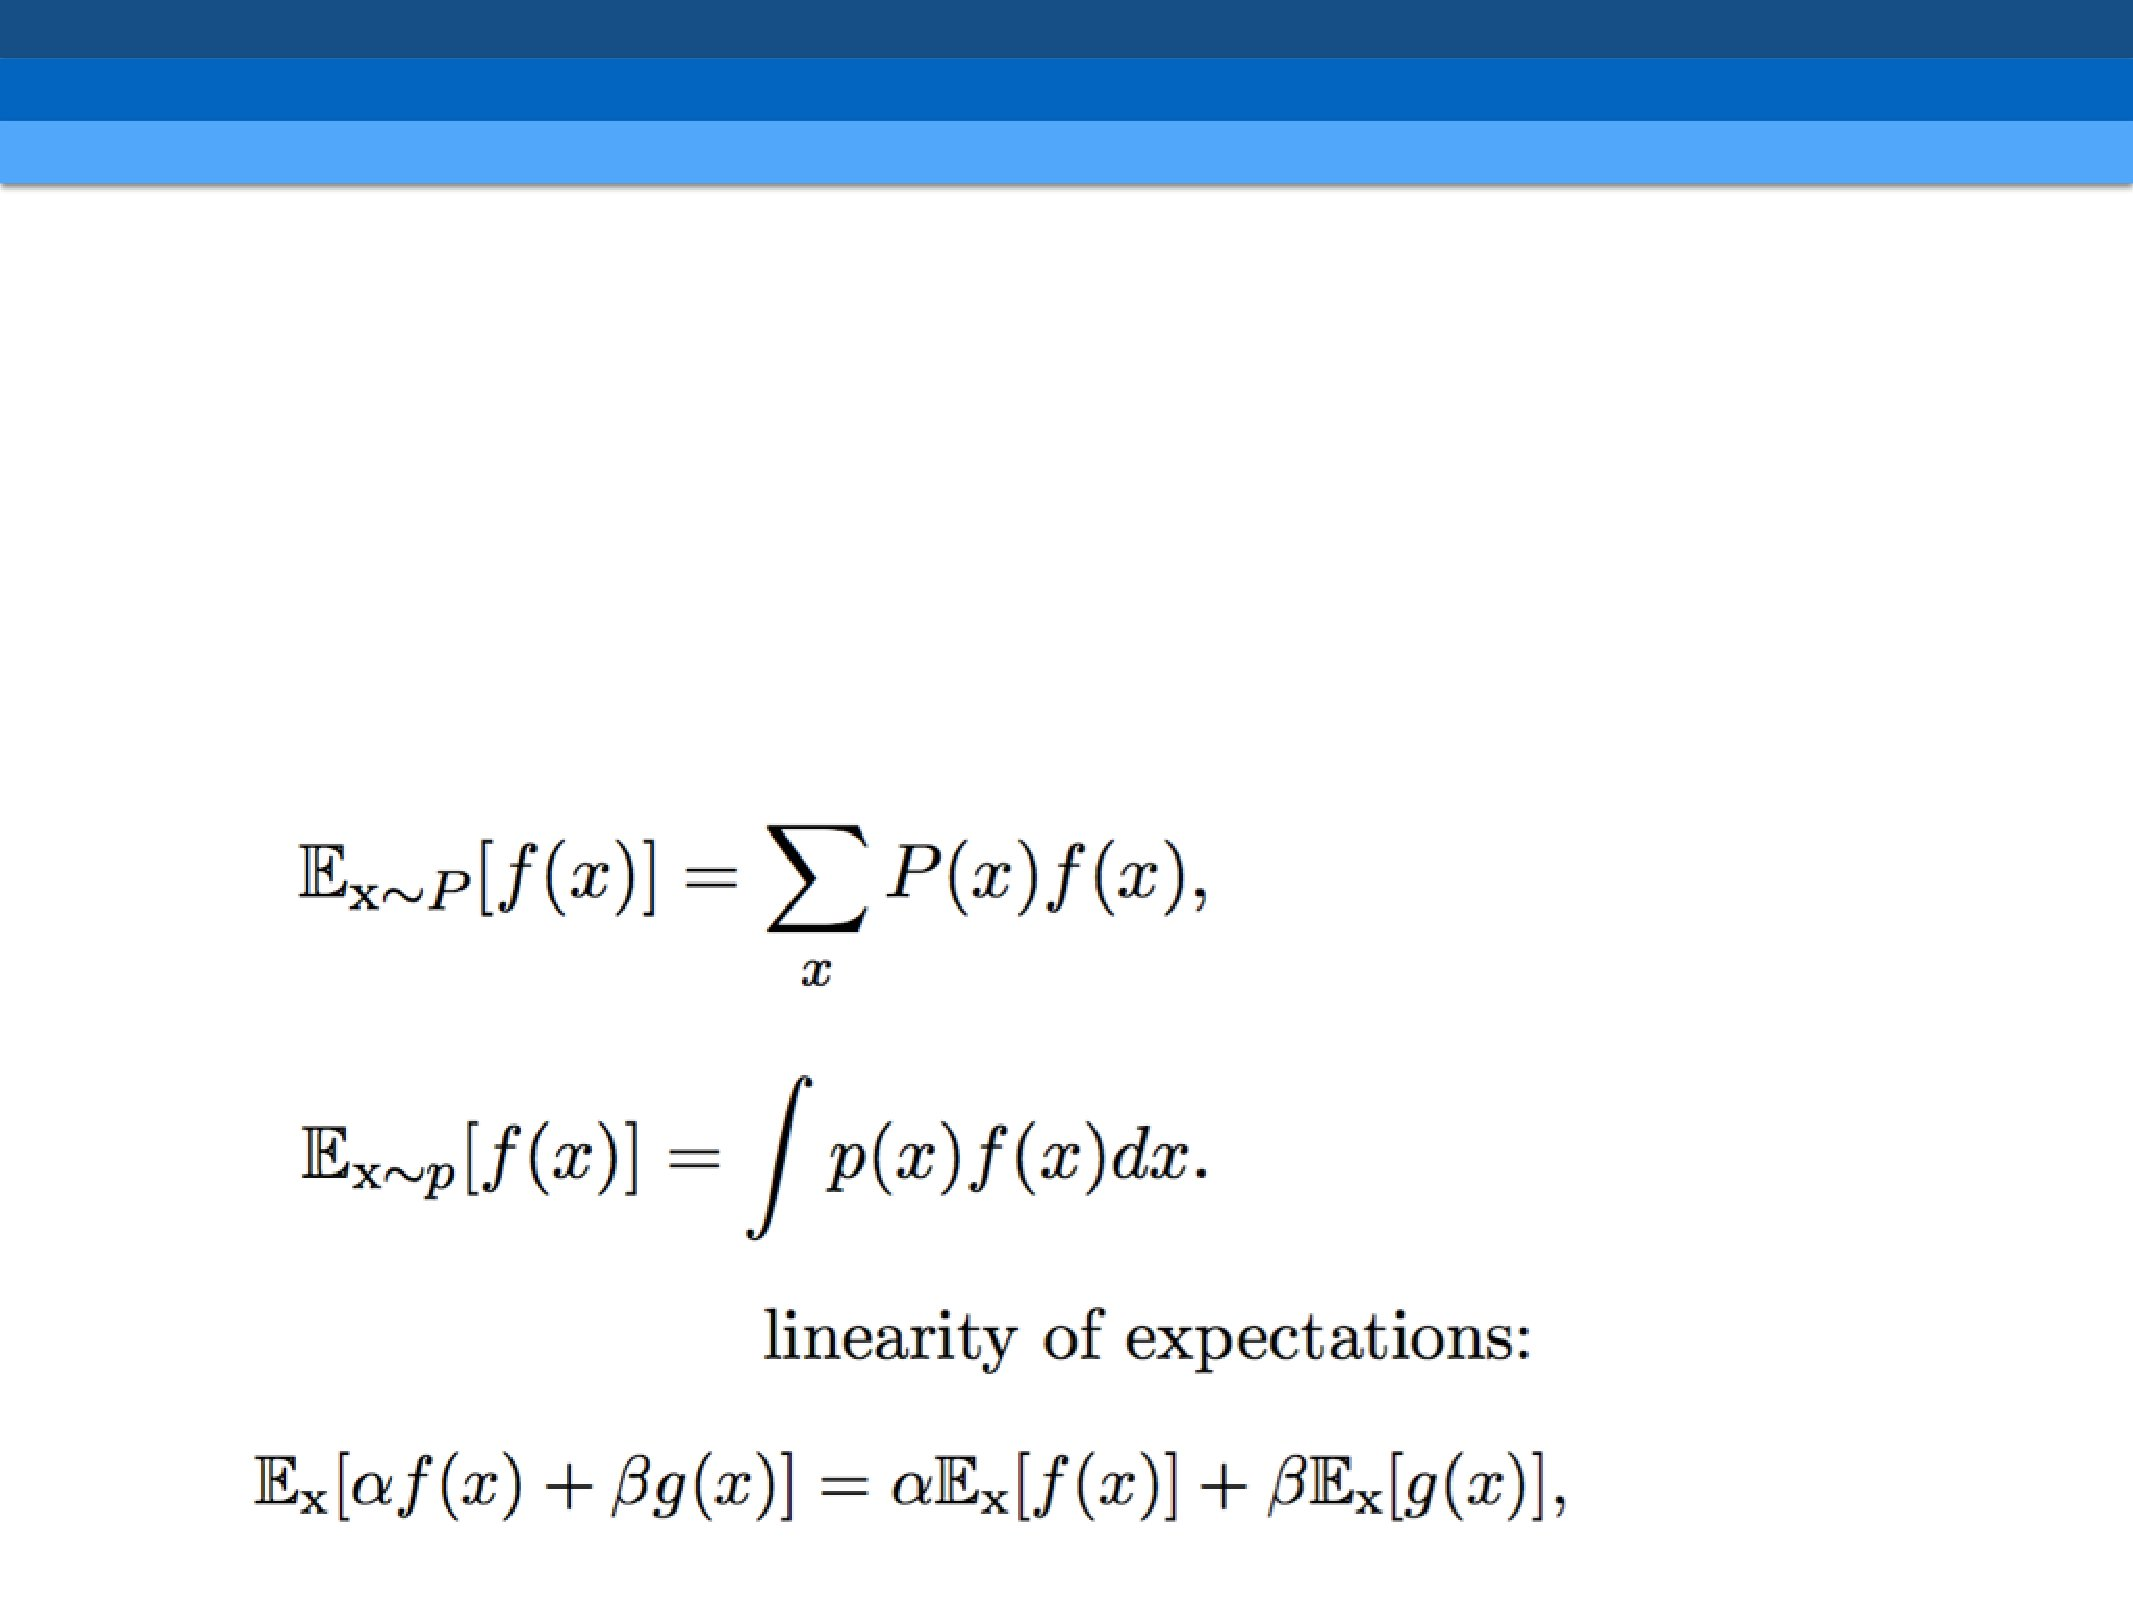 𝔼ₓ∼P[f(x)] = ∑ₓ P(x)f(x),
𝔼ₓ∼p[f(x)] = ∫ p(x)f(x)dx.
linearity of expectations:
𝔼ₓ[αf(x) + βg(x)] = α𝔼ₓ[f(x)] + β𝔼ₓ[g(x)],